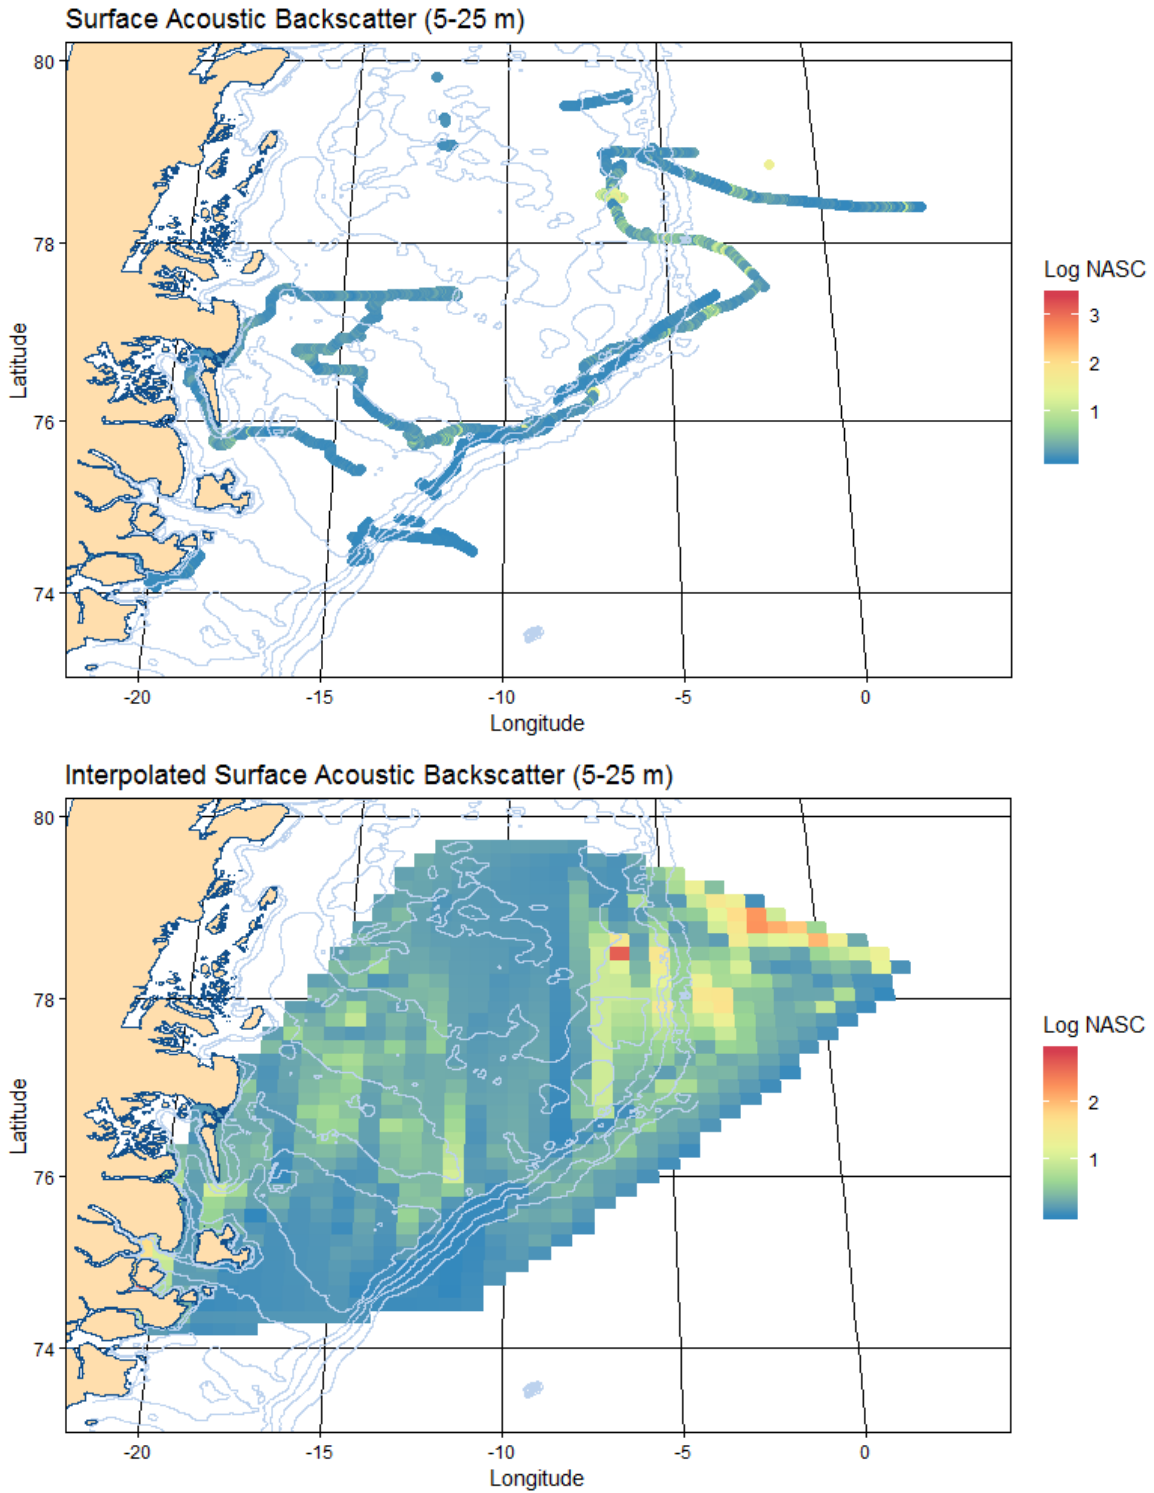 Surface Acoustic Backscatter (5-25 m)
80
78
76
74
Latitude
-20
-15
-10
-5
0
Longitude
Log NASC
3
2
1
Interpolated Surface Acoustic Backscatter (5-25 m)
80
78
76
74
Latitude
-20
-15
-10
-5
0
Longitude
Log NASC
2
1